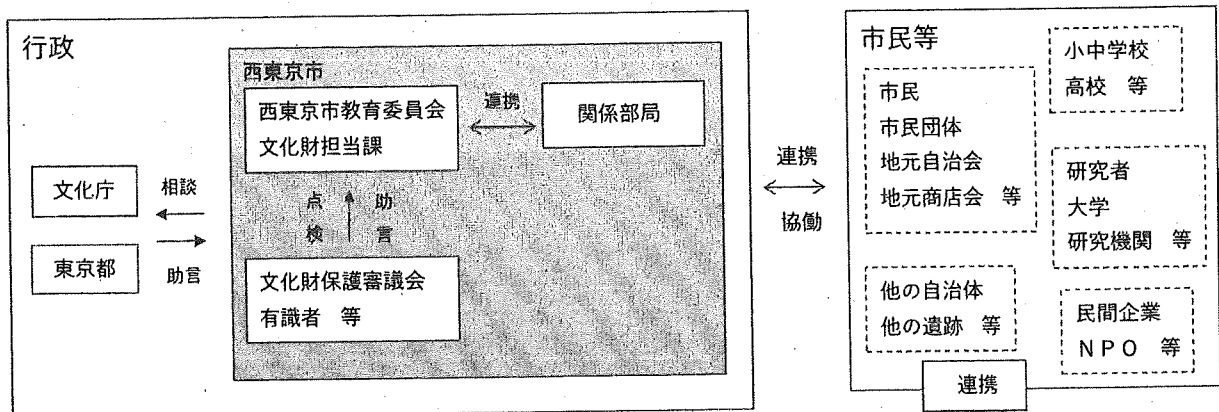 行政
西東京市
西東京市教育委員会
文化財担当課
連携
関係部局
文化庁
東京都
相談
助言
点検
助言
文化財保護審議会
有識者　等
連携
協働
市民等
市民
市民団体
地元自治会
地元商店会　等
小中学校
高校　等
研究者
大学
研究機関　等
他の自治体
他の遺跡　等
民間企業
ＮＰＯ　等
連携